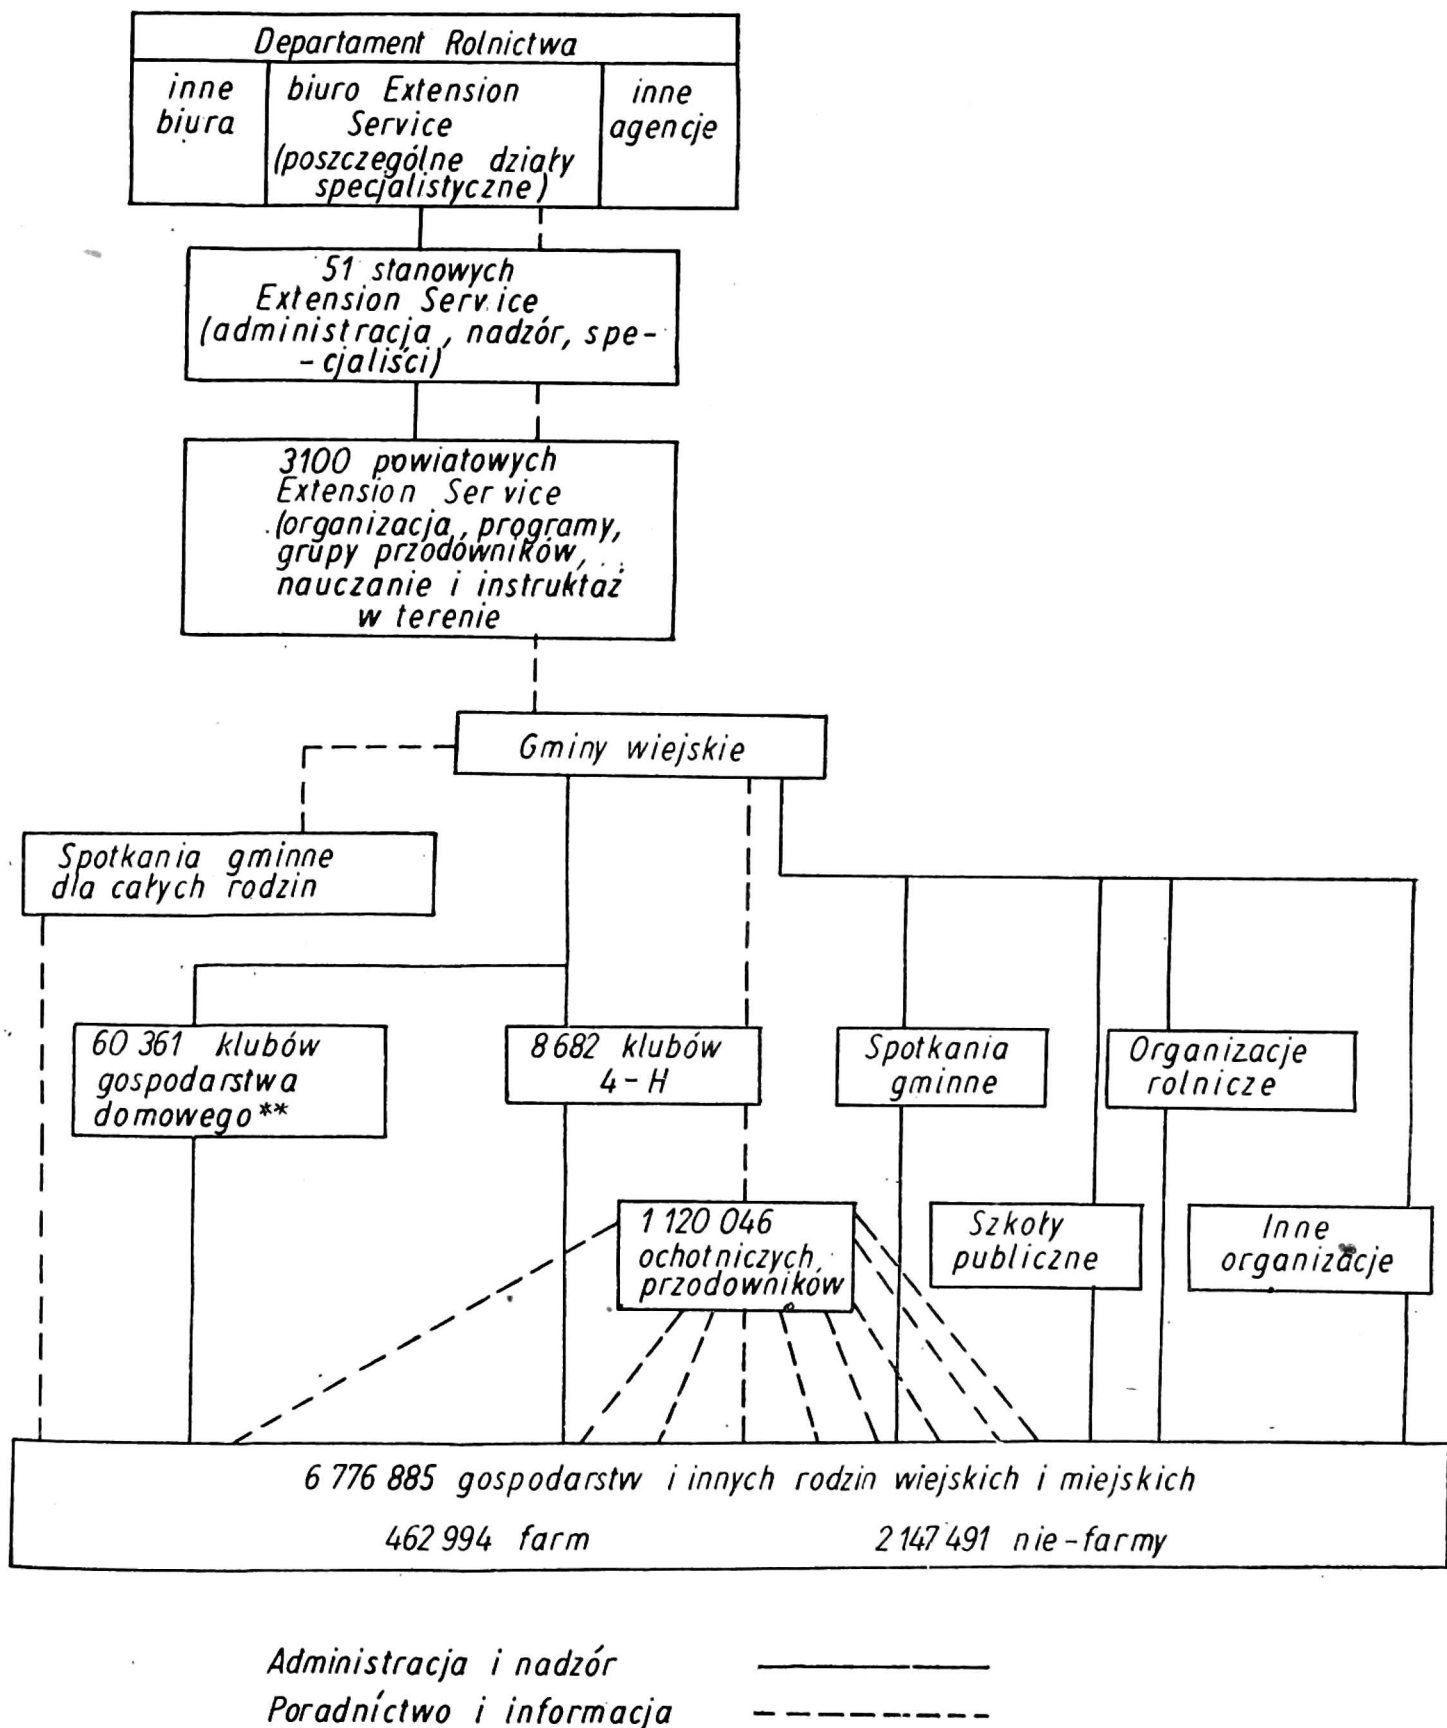 Departament Rolnictwa
inne
biura
biuro Extension
Service
(poszczególne działy
specjalistyczne)
inne
agencje
51 stanowych
Extension Service
(administracja, nadzór, spe-
-cjaliści)
3100 powiatowych
Extension Service
(organizacja, programy,
grupy przodowników,
nauczanie i instruktaż
w terenie
Gminy wiejskie
Spotkania gminne
dla całych rodzin
60 361 klubów
gospodarstwa
domowego**
8682 klubów
4-H
Spotkania
gminne
Organizacje
rolnicze
1 120 046
ochotniczych
przodowników
Szkoły
publiczne
Inne
organizacje
6 776 885 gospodarstw i innych rodzin wiejskich i miejskich
462 994 farm 2 147 491 nie-farmy
Administracja i nadzór
Poradnictwo i informacja